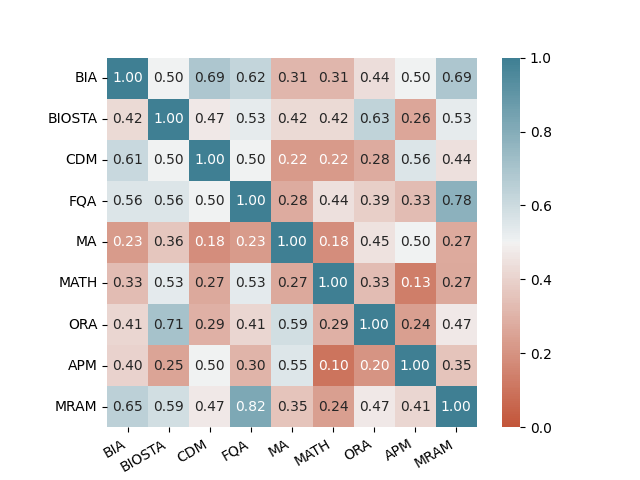 BIA 1.00 0.50 0.69 0.62 0.31 0.31 0.44 0.50 0.69
BIOSTA 0.42 1.00 0.47 0.53 0.42 0.42 0.63 0.26 0.53
CDM 0.61 0.50 1.00 0.50 0.22 0.22 0.28 0.56 0.44
FQA 0.56 0.56 0.50 1.00 0.28 0.44 0.39 0.33 0.78
MA 0.23 0.36 0.18 0.23 1.00 0.18 0.45 0.50 0.27
MATH 0.33 0.53 0.27 0.53 0.27 1.00 0.33 0.13 0.27
ORA 0.41 0.71 0.29 0.41 0.59 0.29 1.00 0.24 0.47
APM 0.40 0.25 0.50 0.30 0.55 0.10 0.20 1.00 0.35
MRAM 0.65 0.59 0.47 0.82 0.35 0.24 0.47 0.41 1.00
BIA BIOSTA CDM FQA MA MATH ORA APM MRAM
1.0
0.8
0.6
0.4
0.2
0.0